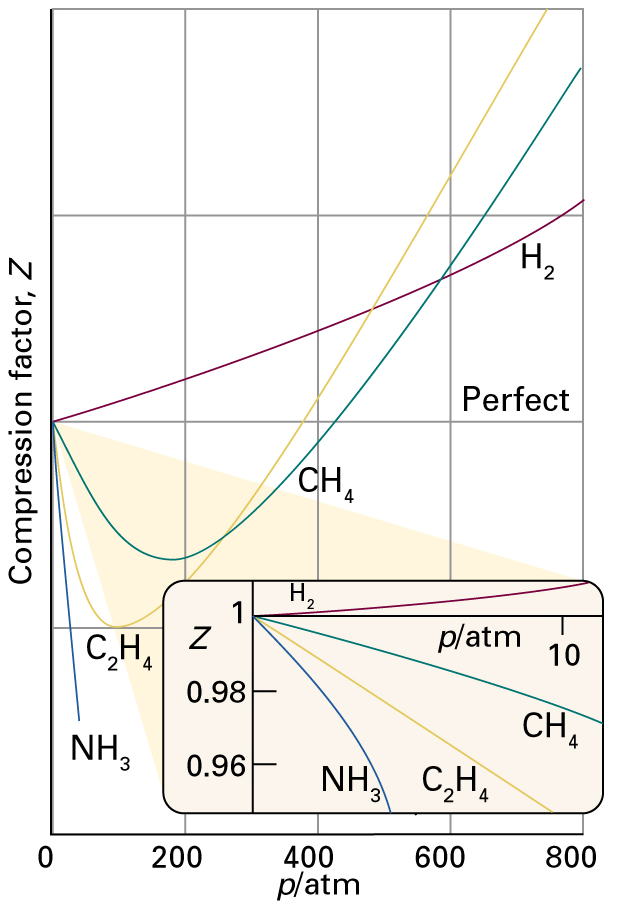 Compression factor, Z
H₂
Perfect
CH₄
C₂H₄
NH₃
H₂
1
Z
p/atm
10
0.98
CH₄
0.96
NH₃
C₂H₄
0
200
400
600
800
p/atm